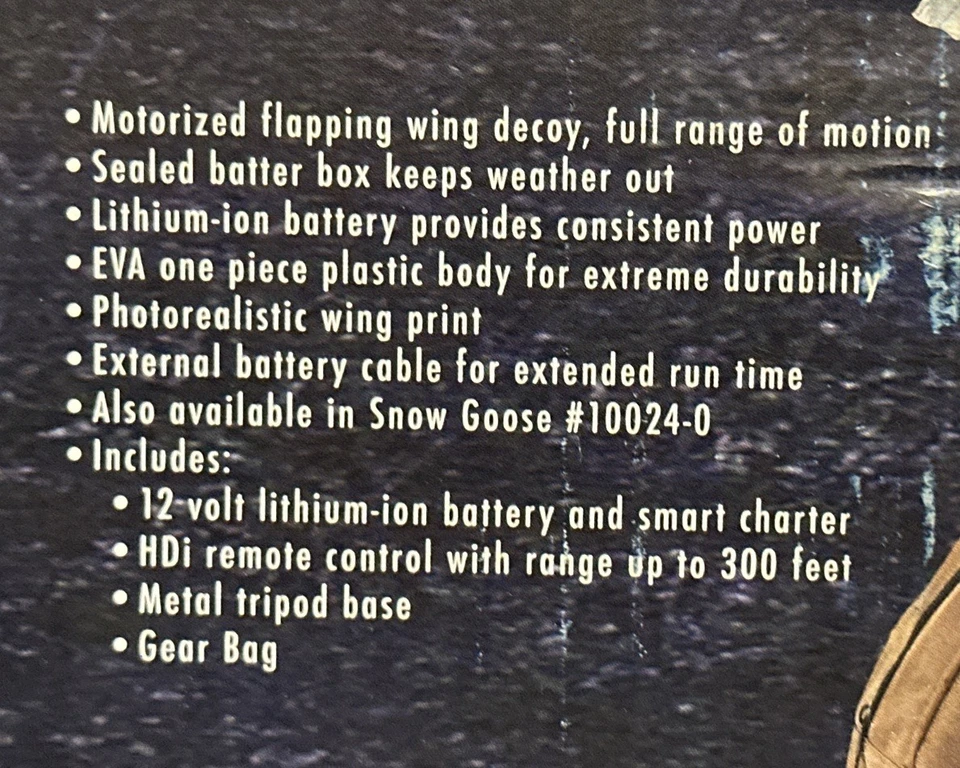 • Motorized flapping wing decoy, full range of motion
• Sealed batter box keeps weather out
• Lithium-ion battery provides consistent power
• EVA one piece plastic body for extreme durability
• Photorealistic wing print
• External battery cable for extended run time
• Also available in Snow Goose #10024-0
• Includes:
• 12 volt lithium-ion battery and smart charter
• HDi remote control with range up to 300 feet
• Metal tripod base
• Gear Bag